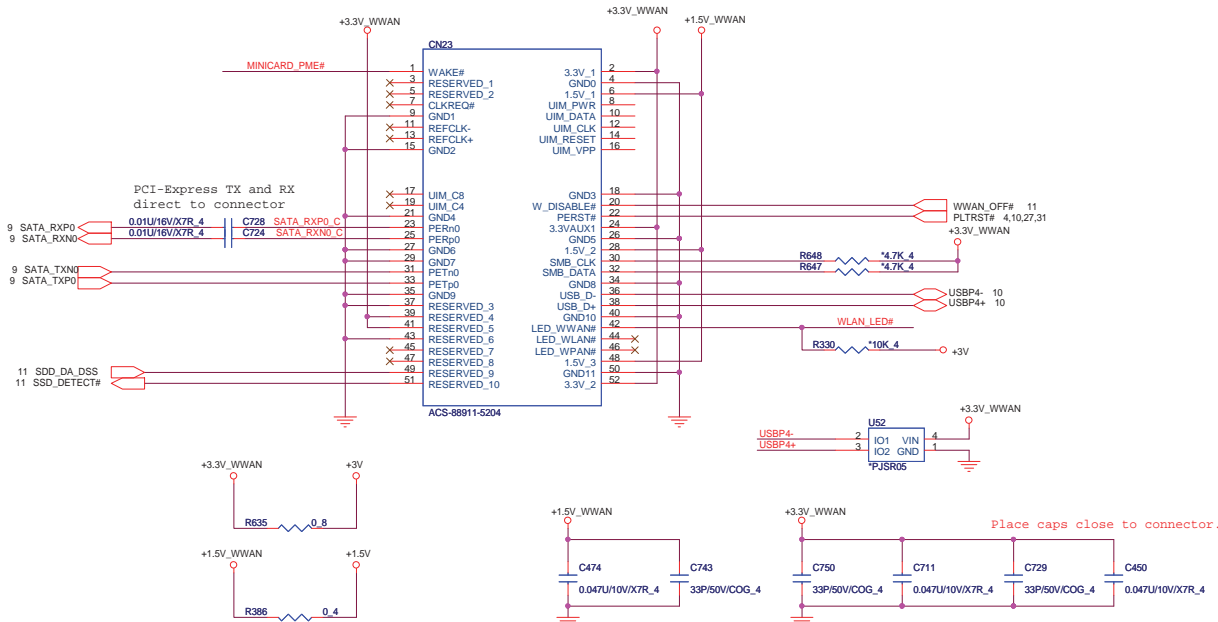 +3.3V_WWAN
+3.3V_WWAN
+1.5V_WWAN
CN23
MINICARD_PME#
1 WAKE# 3.3V_1 2
3 RESERVED_1 GND0 4
5 RESERVED_2 1.5V_1 6
7 CLKREQ# UIM_PWR 8
9 GND1 UIM_DATA 10
11 REFCLK- UIM_CLK 12
13 REFCLK+ UIM_RESET 14
15 GND2 UIM_VPP 16
PCI-Express TX and RX
direct to connector
17 UIM_C8 GND3 18
19 UIM_C4 W_DISABLE# 20 WWAN_OFF# 11
21 GND4 PERST# 22 PLTRST# 4,10,27,31
9 SATA_RXP0 0.01U/16V/X7R_4 C728 SATA_RXP0_C 23 PERn0 3.3VAUX1 24
9 SATA_RXN0 0.01U/16V/X7R_4 C724 SATA_RXN0_C 25 PERp0 GND5 26
+3.3V_WWAN
27 GND6 1.5V_2 28
29 GND7 SMB_CLK 30 R648 *4.7K_4
9 SATA_TXN0 31 PETn0 SMB_DATA 32 R647 *4.7K_4
9 SATA_TXP0 33 PETp0 GND8 34
35 GND9 USB_D- 36 USBP4- 10
37 RESERVED_3 USB_D+ 38 USBP4+ 10
39 RESERVED_4 GND10 40
41 RESERVED_5 LED_WWAN# 42 WLAN_LED#
43 RESERVED_6 LED_WLAN# 44
45 RESERVED_7 LED_WPAN# 46 R330 *10K_4 +3V
47 RESERVED_8 1.5V_3 48
11 SDD_DA_DSS 49 RESERVED_9 GND11 50
11 SSD_DETECT# 51 RESERVED_10 3.3V_2 52
ACS-88911-5204
+3.3V_WWAN
U52
USBP4- 2 IO1 VIN 4
USBP4+ 3 IO2 GND 1
*PJSR05
+3.3V_WWAN +3V
R635 0_8
+1.5V_WWAN +1.5V
R386 0_4
+1.5V_WWAN
C474 0.047U/10V/X7R_4
C743 33P/50V/COG_4
+3.3V_WWAN
Place caps close to connector.
C750 33P/50V/COG_4
C711 0.047U/10V/X7R_4
C729 33P/50V/COG_4
C450 0.047U/10V/X7R_4